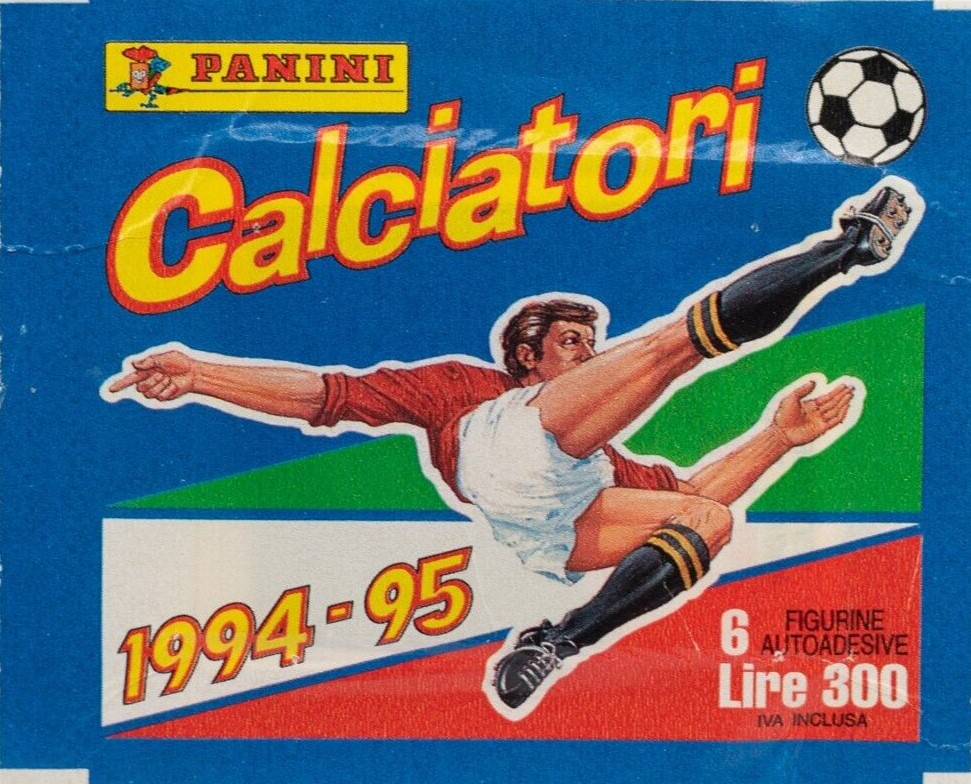 PANINI
Calciatori
1994-95
6 FIGURINE
AUTOADESIVE
Lire 300
IVA INCLUSA